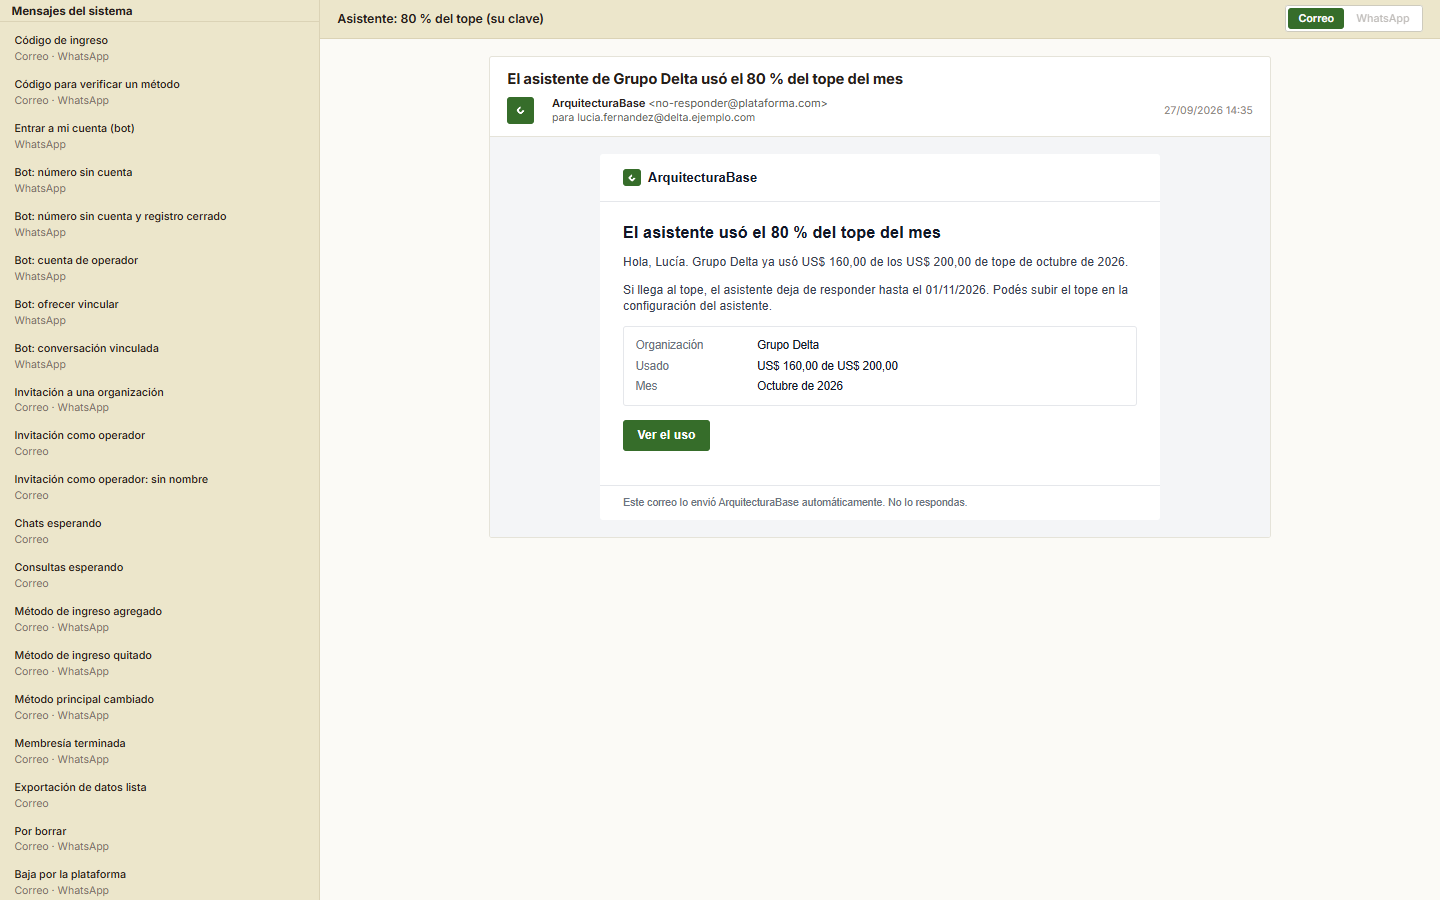 Mensajes del sistema
Código de ingreso
Correo · WhatsApp
Código para verificar un método
Correo · WhatsApp
Entrar a mi cuenta (bot)
WhatsApp
Bot: número sin cuenta
WhatsApp
Bot: número sin cuenta y registro cerrado
WhatsApp
Bot: cuenta de operador
WhatsApp
Bot: ofrecer vincular
WhatsApp
Bot: conversación vinculada
WhatsApp
Invitación a una organización
Correo · WhatsApp
Invitación como operador
Correo
Invitación como operador: sin nombre
Correo
Chats esperando
Correo
Consultas esperando
Correo
Método de ingreso agregado
Correo · WhatsApp
Método de ingreso quitado
Correo · WhatsApp
Método principal cambiado
Correo · WhatsApp
Membresía terminada
Correo · WhatsApp
Exportación de datos lista
Correo
Por borrar
Correo · WhatsApp
Baja por la plataforma
Correo · WhatsApp
Asistente: 80 % del tope (su clave)
Correo WhatsApp
El asistente de Grupo Delta usó el 80 % del tope del mes
ArquitecturaBase <no-responder@plataforma.com>
para lucia.fernandez@delta.ejemplo.com
27/09/2026 14:35
ArquitecturaBase
El asistente usó el 80 % del tope del mes
Hola, Lucía. Grupo Delta ya usó US$ 160,00 de los US$ 200,00 de tope de octubre de 2026.
Si llega al tope, el asistente deja de responder hasta el 01/11/2026. Podés subir el tope en la
configuración del asistente.
Organización Grupo Delta
Usado US$ 160,00 de US$ 200,00
Mes Octubre de 2026
Ver el uso
Este correo lo envió ArquitecturaBase automáticamente. No lo respondas.